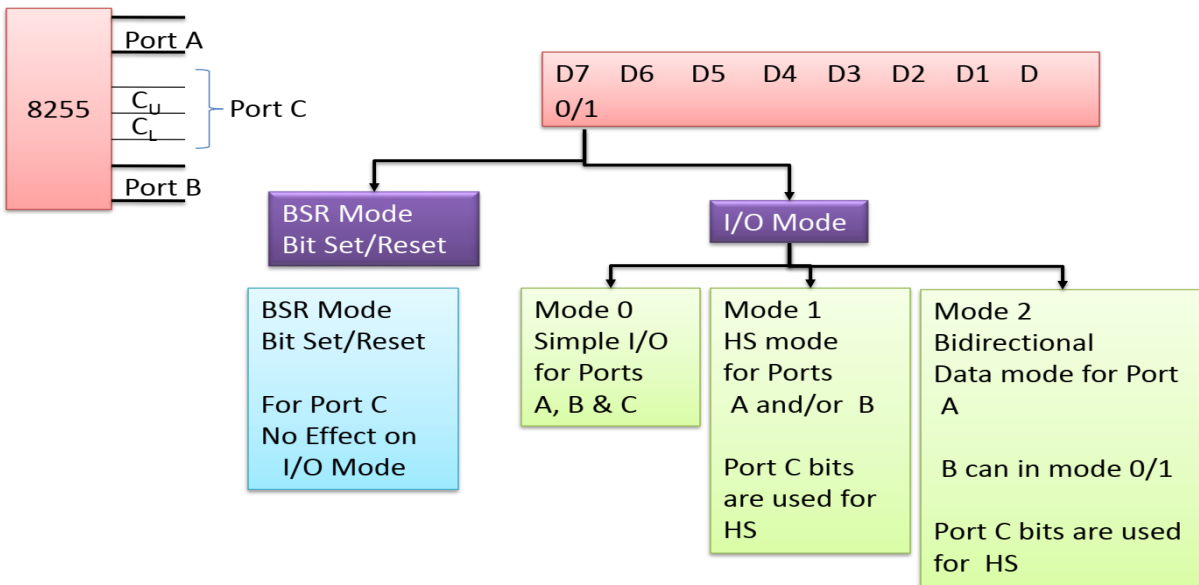 8255
Port A
C_U
C_L
Port C
Port B
D7 D6 D5 D4 D3 D2 D1 D
0/1
BSR Mode
Bit Set/Reset
I/O Mode
BSR Mode
Bit Set/Reset
For Port C
No Effect on
I/O Mode
Mode 0
Simple I/O
for Ports
A, B & C
Mode 1
HS mode
for Ports
A and/or B
Port C bits
are used for
HS
Mode 2
Bidirectional
Data mode for Port
A
B can in mode 0/1
Port C bits are used
for HS